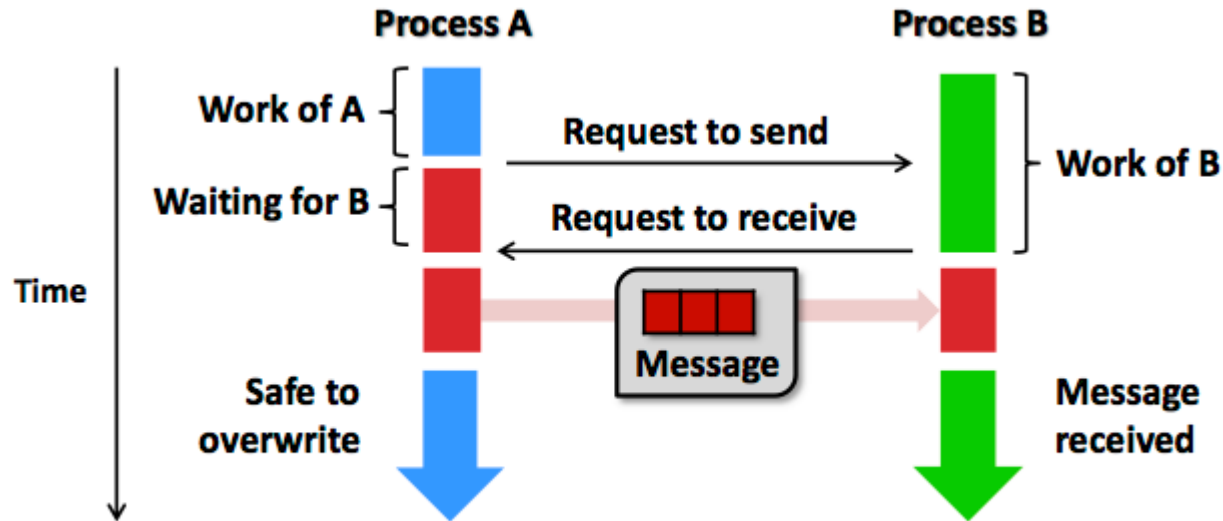 Process A
Process B
Work of A
Request to send
Work of B
Waiting for B
Request to receive
Time
Message
Safe to
overwrite
Message
received